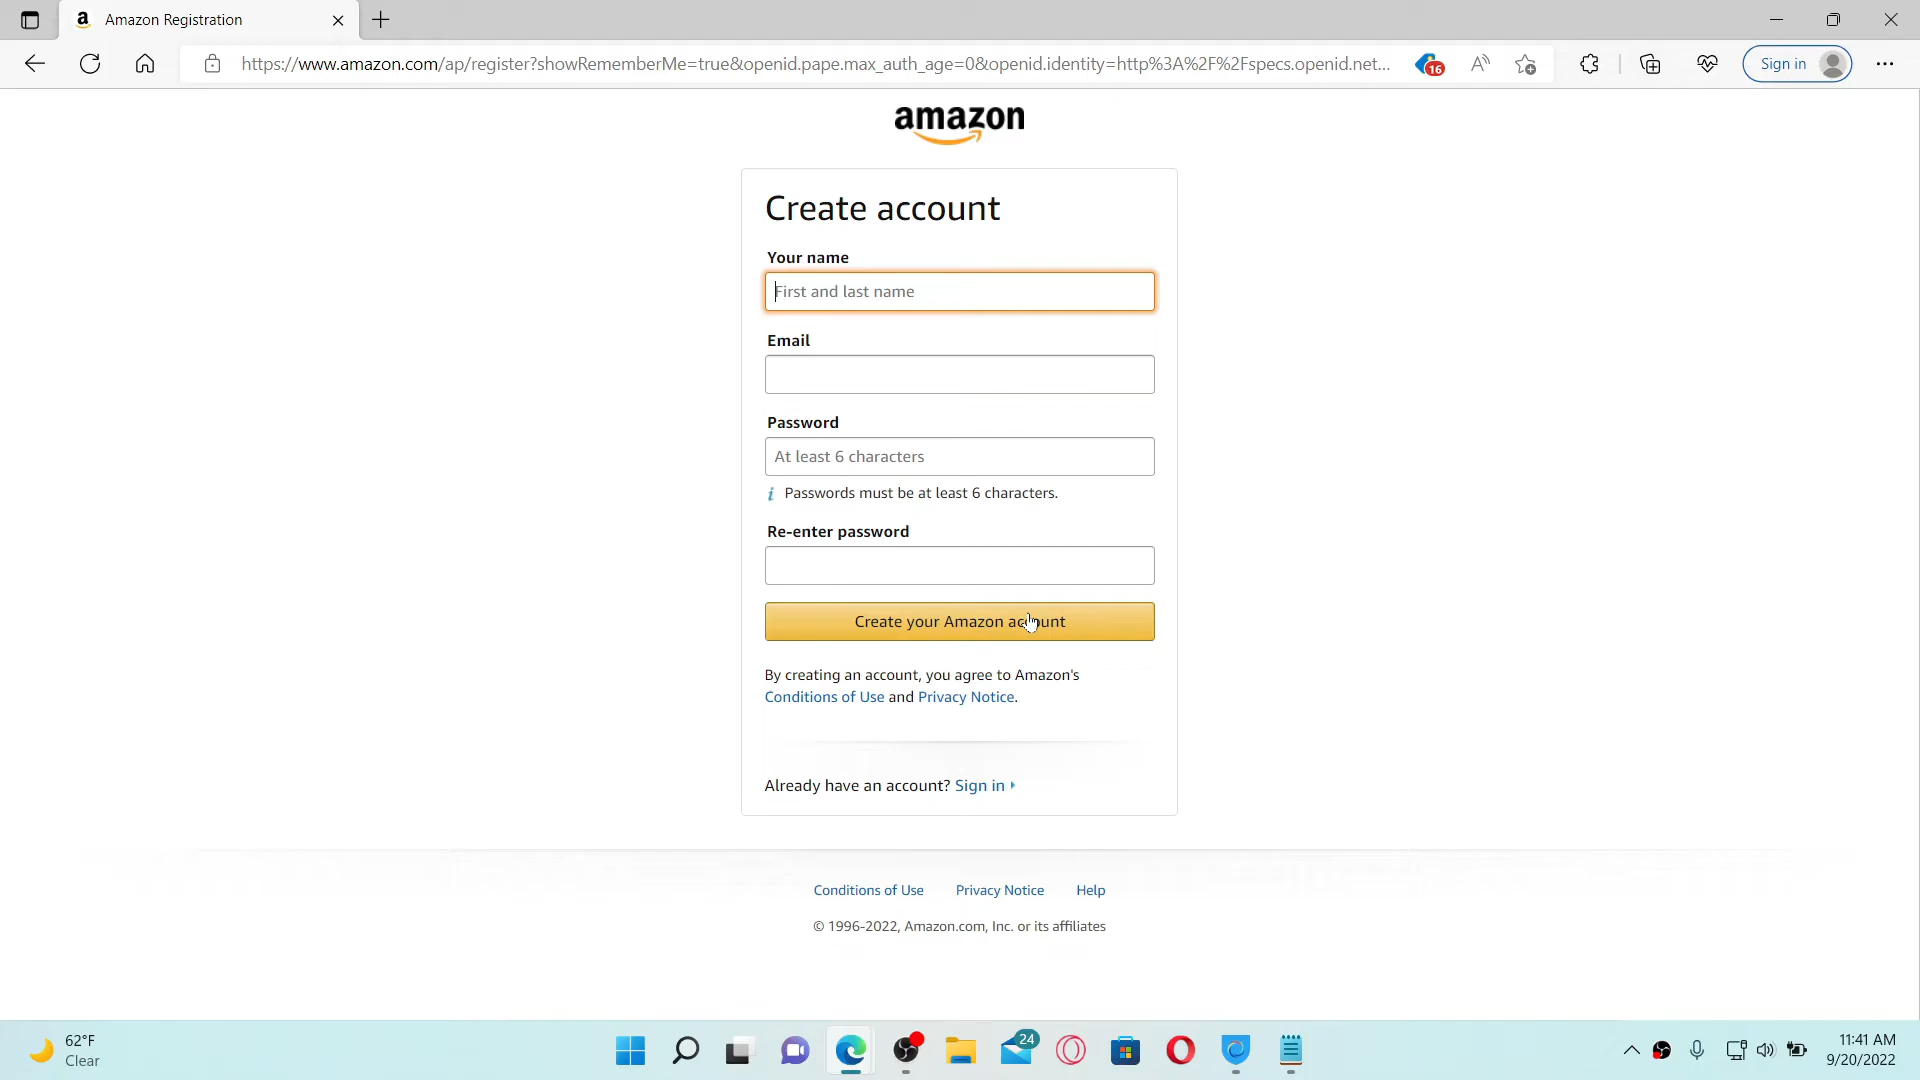 Amazon Registration
https://www.amazon.com/ap/register?showRememberMe=true&openid.pape.max_auth_age=0&openid.identity=http%3A%2F%2Fspecs.openid.net...
16
Sign in
amazon
Create account
Your name
First and last name
Email
Password
At least 6 characters
i Passwords must be at least 6 characters.
Re-enter password
Create your Amazon account
By creating an account, you agree to Amazon's
Conditions of Use and Privacy Notice.
Already have an account? Sign in
Conditions of Use Privacy Notice Help
© 1996-2022, Amazon.com, Inc. or its affiliates
62°F
Clear
24
11:41 AM
9/20/2022